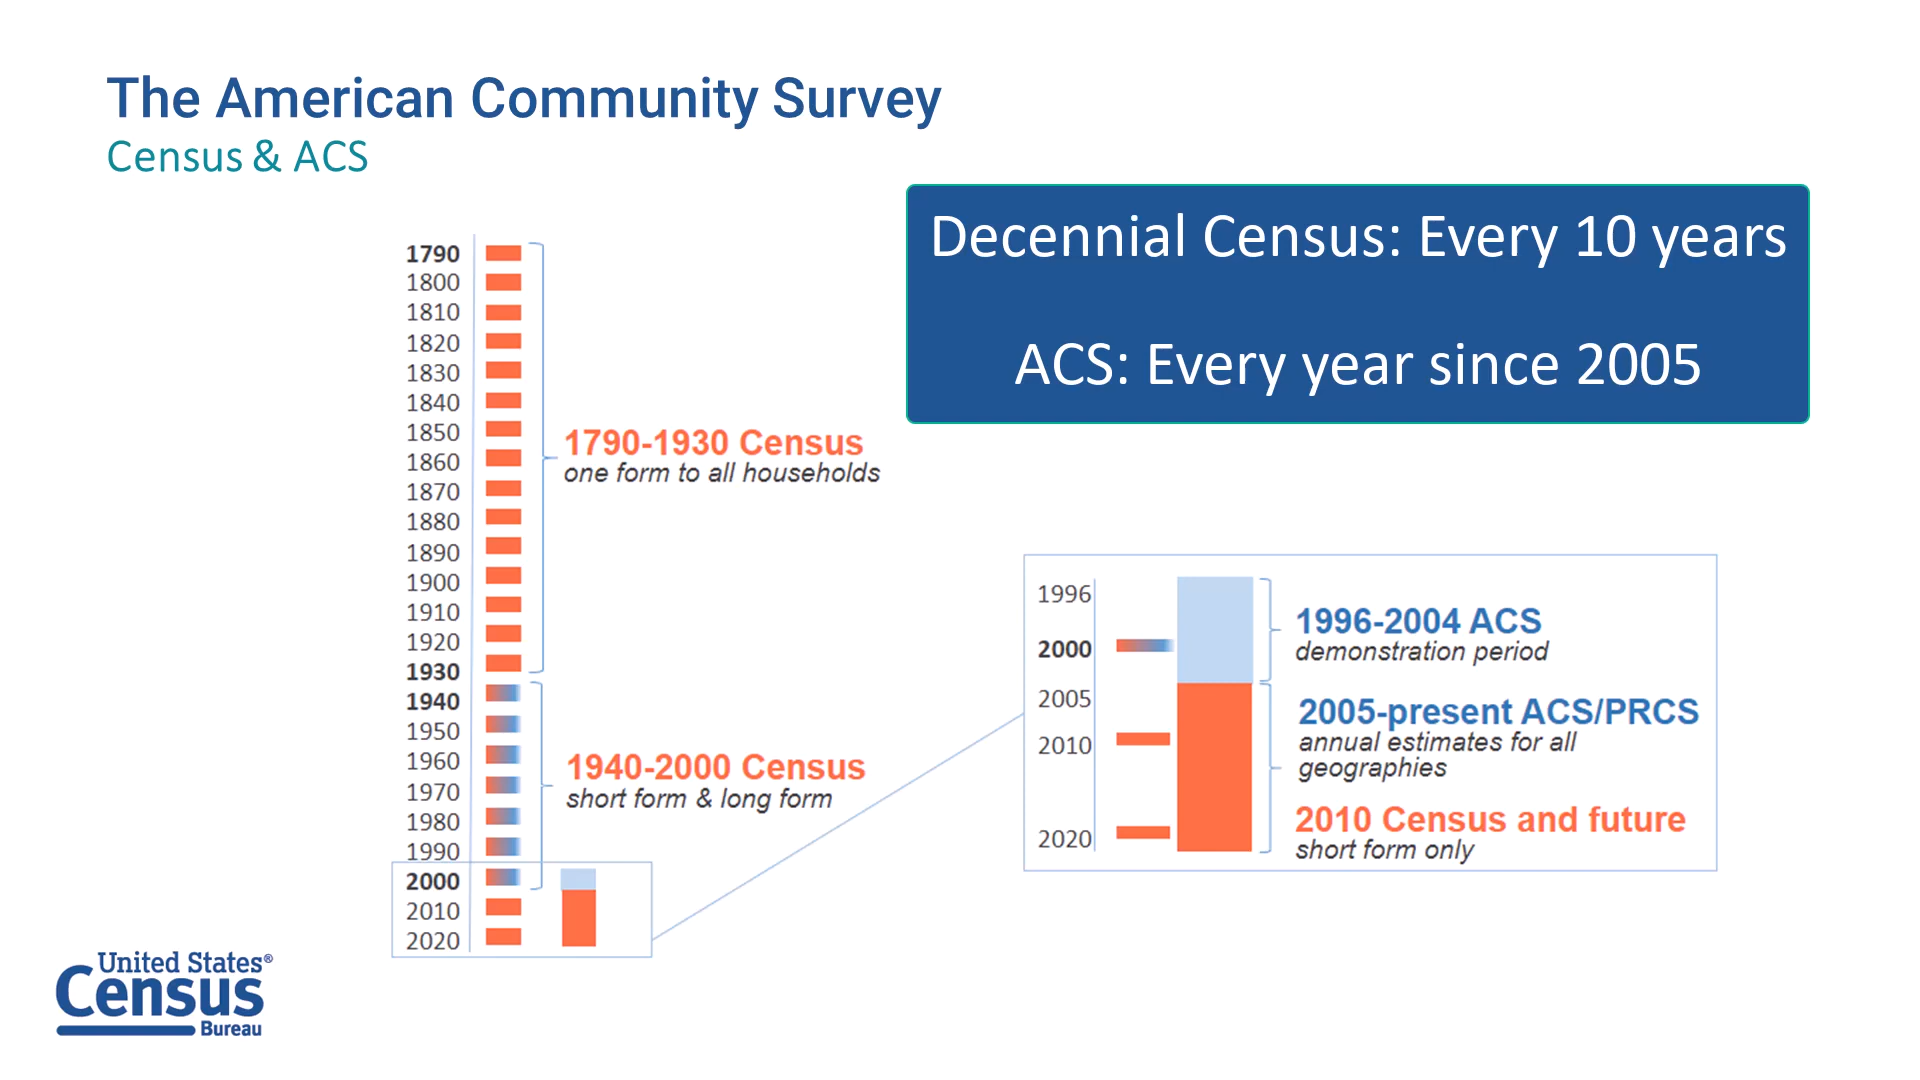 The American Community Survey
Census & ACS
Decennial Census: Every 10 years
ACS: Every year since 2005
1790
1800
1810
1820
1830
1840
1850
1860
1870
1880
1890
1900
1910
1920
1930
1940
1950
1960
1970
1980
1990
2000
2010
2020
1790-1930 Census
one form to all households
1940-2000 Census
short form & long form
1996
2000
2005
2010
2020
1996-2004 ACS
demonstration period
2005-present ACS/PRCS
annual estimates for all
geographies
2010 Census and future
short form only
United States®
Census
Bureau